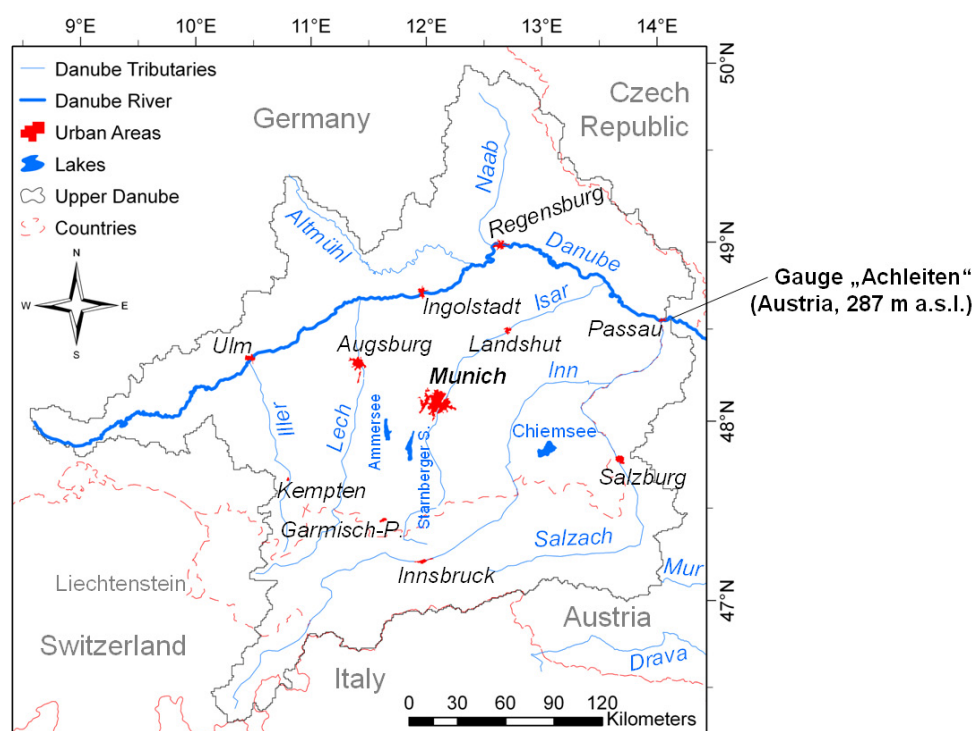 9°E 10°E 11°E 12°E 13°E 14°E
50°N
49°N
48°N
47°N
Danube Tributaries
Danube River
Urban Areas
Lakes
Upper Danube
Countries
N
W
E
S
Germany
Czech
Republic
Naab
Altmühl
Regensburg
Danube
Gauge „Achleiten“
(Austria, 287 m a.s.l.)
Ingolstadt
Isar
Passau
Ulm
Augsburg
Landshut
Munich
Inn
Iller
Lech
Ammersee
Starnberger S.
Chiemsee
Salzburg
Kempten
Garmisch-P.
Salzach
Innsbruck
Liechtenstein
Mur
Switzerland
Austria
Italy
Drava
0 15 30 60 90 120
Kilometers